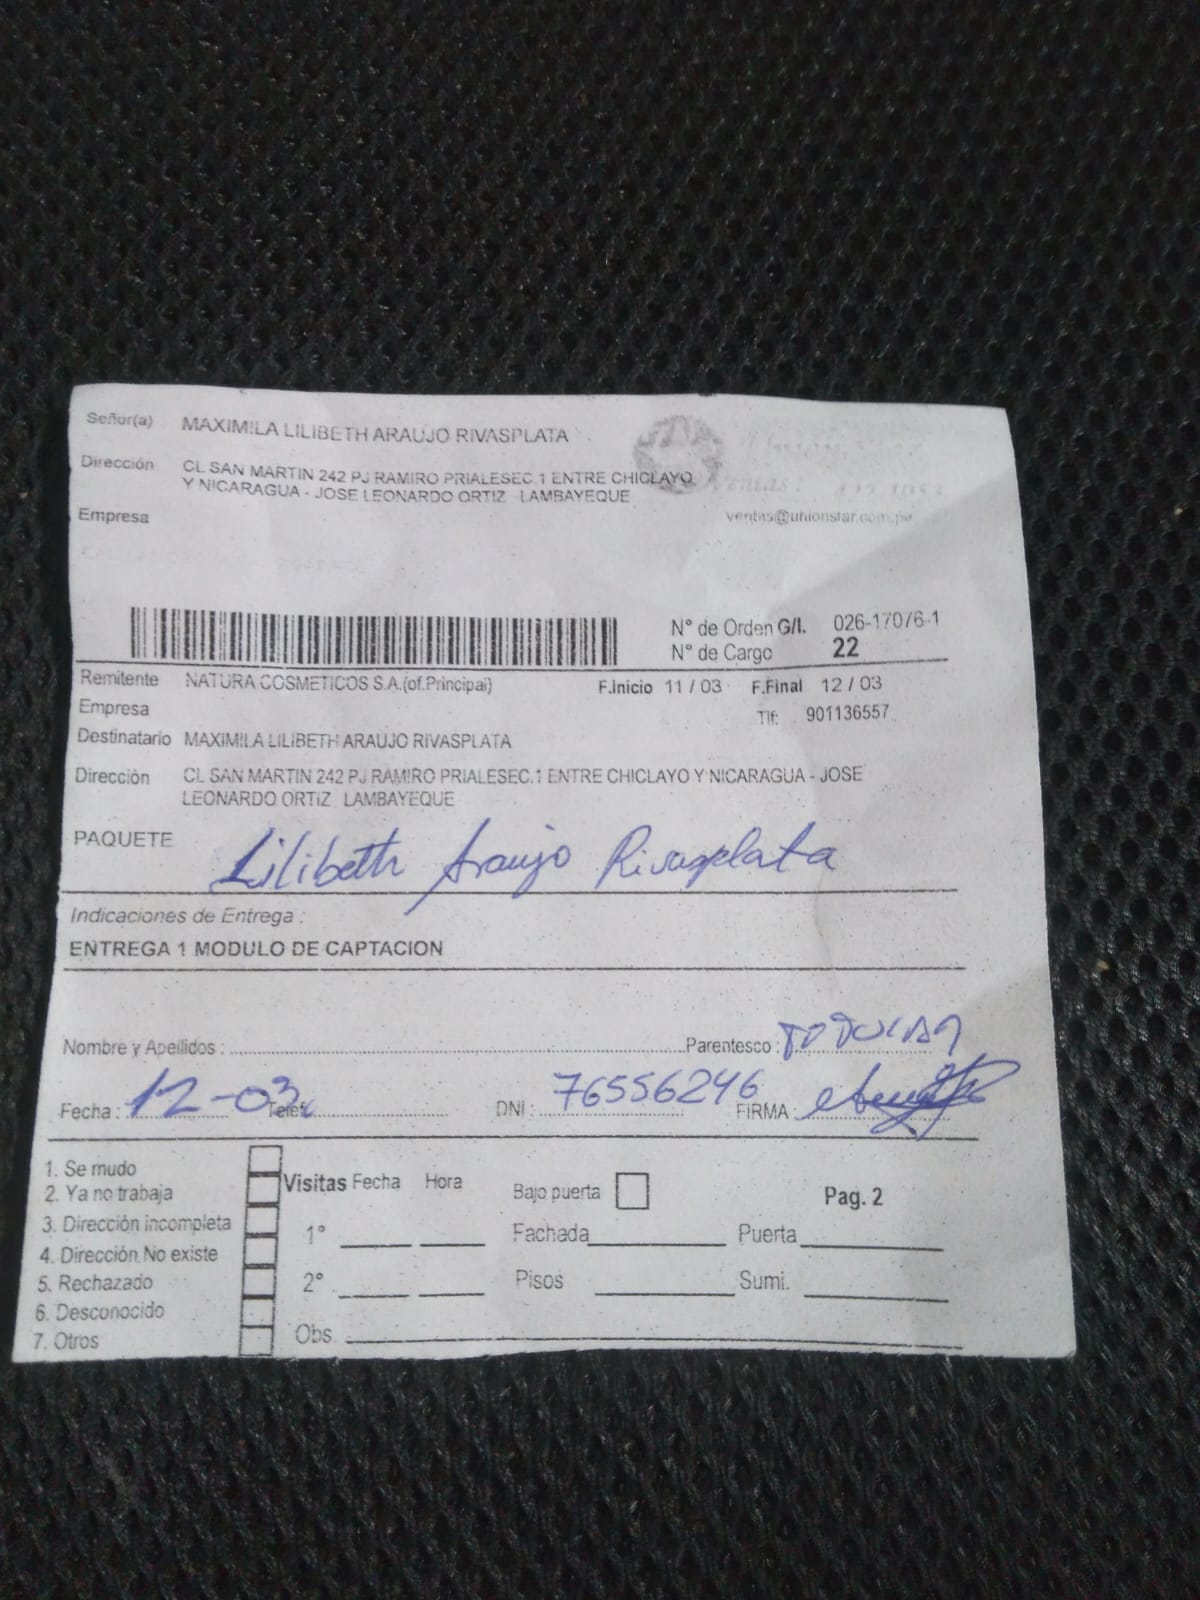 Señor(a) MAXIMILA LILIBETH ARAUJO RIVASPLATA
Dirección CL SAN MARTIN 242 PJ RAMIRO PRIALESEC.1 ENTRE CHICLAYO
Y NICARAGUA - JOSE LEONARDO ORTIZ LAMBAYEQUE
Empresa
ventas@unionstar.com.pe
N° de Orden G/I. 026-17076-1
N° de Cargo 22
Remitente NATURA COSMETICOS S.A.(of.Principal) F.Inicio 11 / 03 F.Final 12 / 03
Empresa Tlf: 901136557
Destinatario MAXIMILA LILIBETH ARAUJO RIVASPLATA
Dirección CL SAN MARTIN 242 PJ RAMIRO PRIALESEC.1 ENTRE CHICLAYO Y NICARAGUA - JOSE
LEONARDO ORTIZ LAMBAYEQUE
PAQUETE Lilibeth Araujo Rivasplata
Indicaciones de Entrega :
ENTREGA 1 MODULO DE CAPTACION
Nombre y Apellidos : Parentesco :
Fecha : 12-03 Telef. DNI : 76556246 FIRMA :
1. Se mudo
2. Ya no trabaja
3. Dirección incompleta
4. Dirección No existe
5. Rechazado
6. Desconocido
7. Otros
Visitas Fecha Hora
1°
2°
Obs.
Bajo puerta Pag. 2
Fachada Puerta
Pisos Sumi.